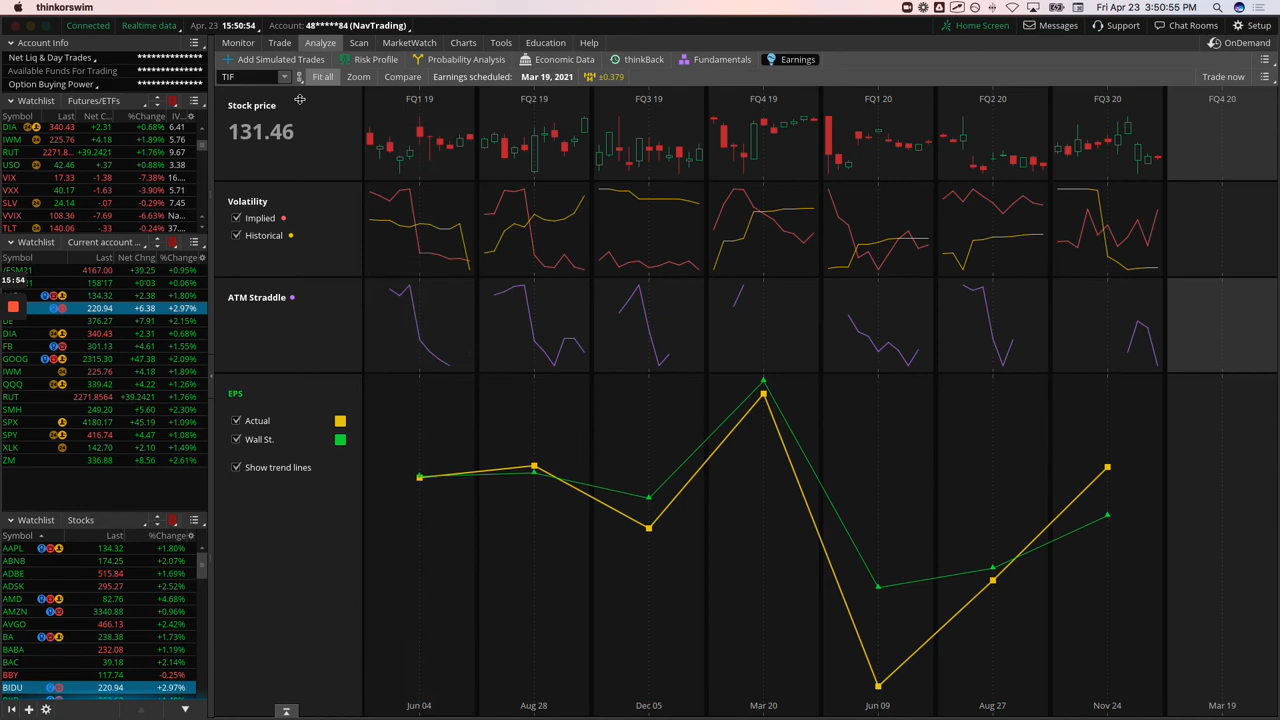 thinkorswim
Fri Apr 23 3:50:55 PM
Connected Realtime data Apr, 23 15:50:54 Account: 48*****84 (NavTrading)
Home Screen Messages Support Chat Rooms Setup
Account Info
Monitor Trade Analyze Scan MarketWatch Charts Tools Education Help
OnDemand
Net Liq & Day Trades **************
Available Funds For Trading **************
Option Buying Power **************
Add Simulated Trades Risk Profile Probability Analysis Economic Data thinkBack Fundamentals Earnings
TIF Fit all Zoom Compare Earnings scheduled: Mar 19, 2021 ±0.379 Trade now
Watchlist Futures/ETFs
Symbol Last Net C... %Change IV...
DIA 340.43 +2.31 +0.68% 6.41
IWM 225.76 +4.18 +1.89% 5.76
RUT 2271.8... +39.2421 +1.76% 9.67
USO 42.46 +.37 +0.88% 3.38
VIX 17.33 -1.38 -7.38% 16....
VXX 40.17 -1.63 -3.90% 5.71
SLV 24.14 -.07 -0.29% 7.45
VVIX 108.36 -7.69 -6.63% Na...
TLT 140.06 -.33 -0.24% 37....
Watchlist Current account ...
Symbol Last Net Chng %Change
/ESM21 4167.00 +39.25 +0.95%
15:54
21 158'17 +0'03 +0.06%
134.32 +2.38 +1.80%
220.94 +6.38 +2.97%
DE 376.27 +7.91 +2.15%
DIA 340.43 +2.31 +0.68%
FB 301.13 +4.61 +1.55%
GOOG 2315.30 +47.38 +2.09%
IWM 225.76 +4.18 +1.89%
QQQ 339.42 +4.22 +1.26%
RUT 2271.8564 +39.2421 +1.76%
SMH 249.20 +5.60 +2.30%
SPX 4180.17 +45.19 +1.09%
SPY 416.74 +4.47 +1.08%
XLK 142.70 +2.10 +1.49%
ZM 336.88 +8.56 +2.61%
Watchlist Stocks
Symbol Last %Change
AAPL 134.32 +1.80%
ABNB 174.25 +2.07%
ADBE 515.84 +1.69%
ADSK 295.27 +2.52%
AMD 82.76 +4.68%
AMZN 3340.88 +0.96%
AVGO 466.13 +2.42%
BA 238.38 +1.73%
BABA 232.08 +1.19%
BAC 39.18 +2.14%
BBY 117.74 -0.25%
BIDU 220.94 +2.97%
FQ1 19 FQ2 19 FQ3 19 FQ4 19 FQ1 20 FQ2 20 FQ3 20 FQ4 20
Stock price
131.46
Volatility
Implied
Historical
ATM Straddle
EPS
Actual
Wall St.
Show trend lines
Jun 04 Aug 28 Dec 05 Mar 20 Jun 09 Aug 27 Nov 24 Mar 19